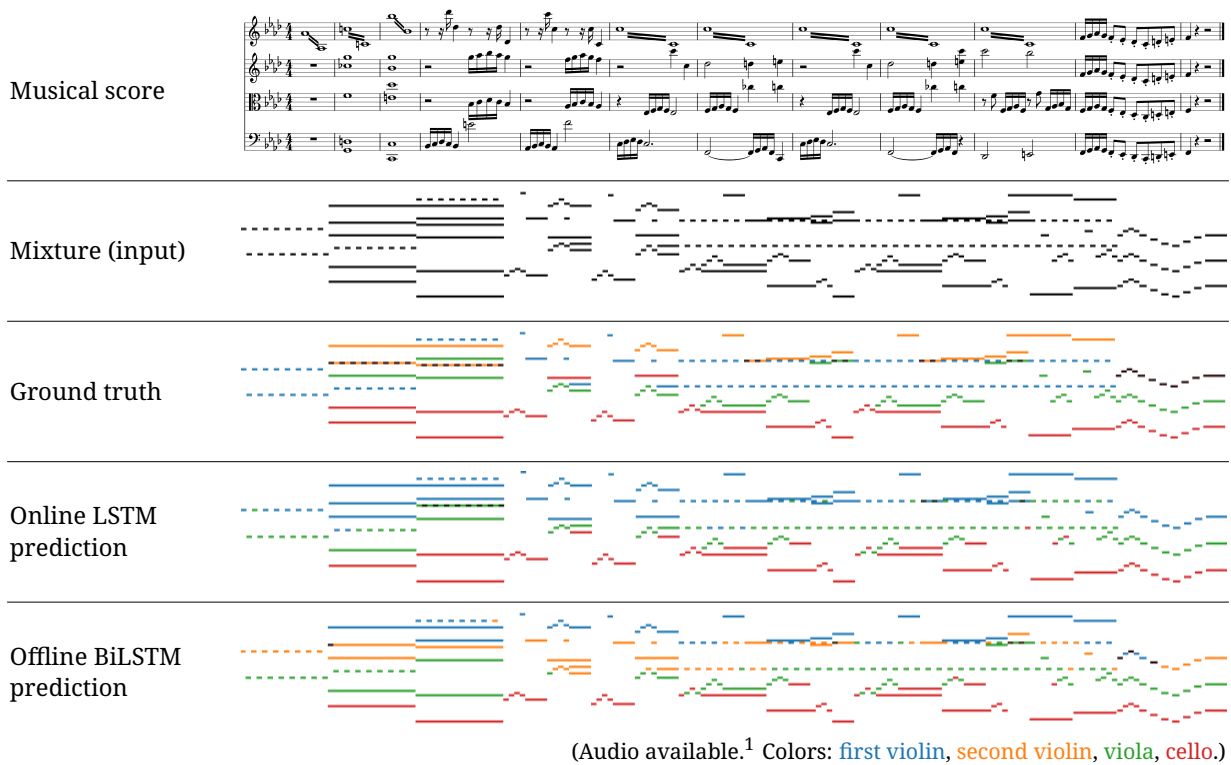 Musical score
Mixture (input)
Ground truth
Online LSTM
prediction
Offline BiLSTM
prediction
(Audio available.1 Colors: first violin, second violin, viola, cello.)